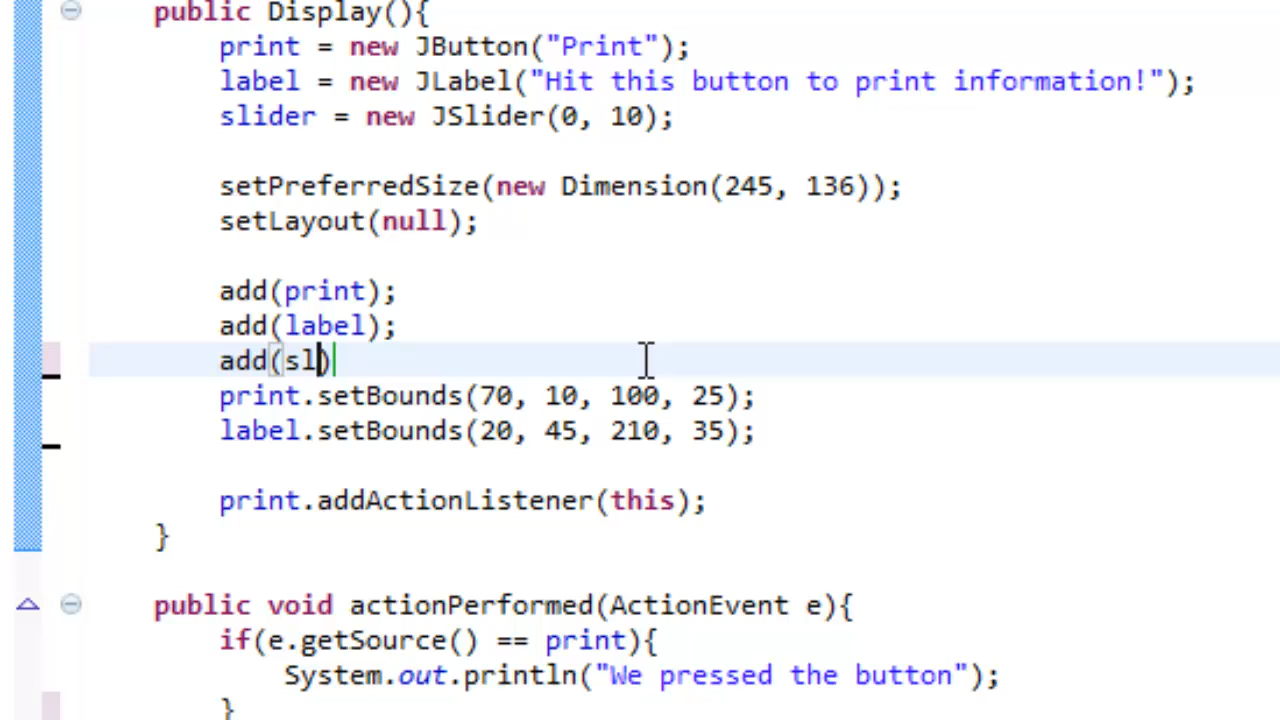 public Display(){
print = new JButton("Print");
label = new JLabel("Hit this button to print information!");
slider = new JSlider(0, 10);
setPreferredSize(new Dimension(245, 136));
setLayout(null);
add(print);
add(label);
add(sl)
print.setBounds(70, 10, 100, 25);
label.setBounds(20, 45, 210, 35);
print.addActionListener(this);
}
public void actionPerformed(ActionEvent e){
if(e.getSource() == print){
System.out.println("We pressed the button");
}